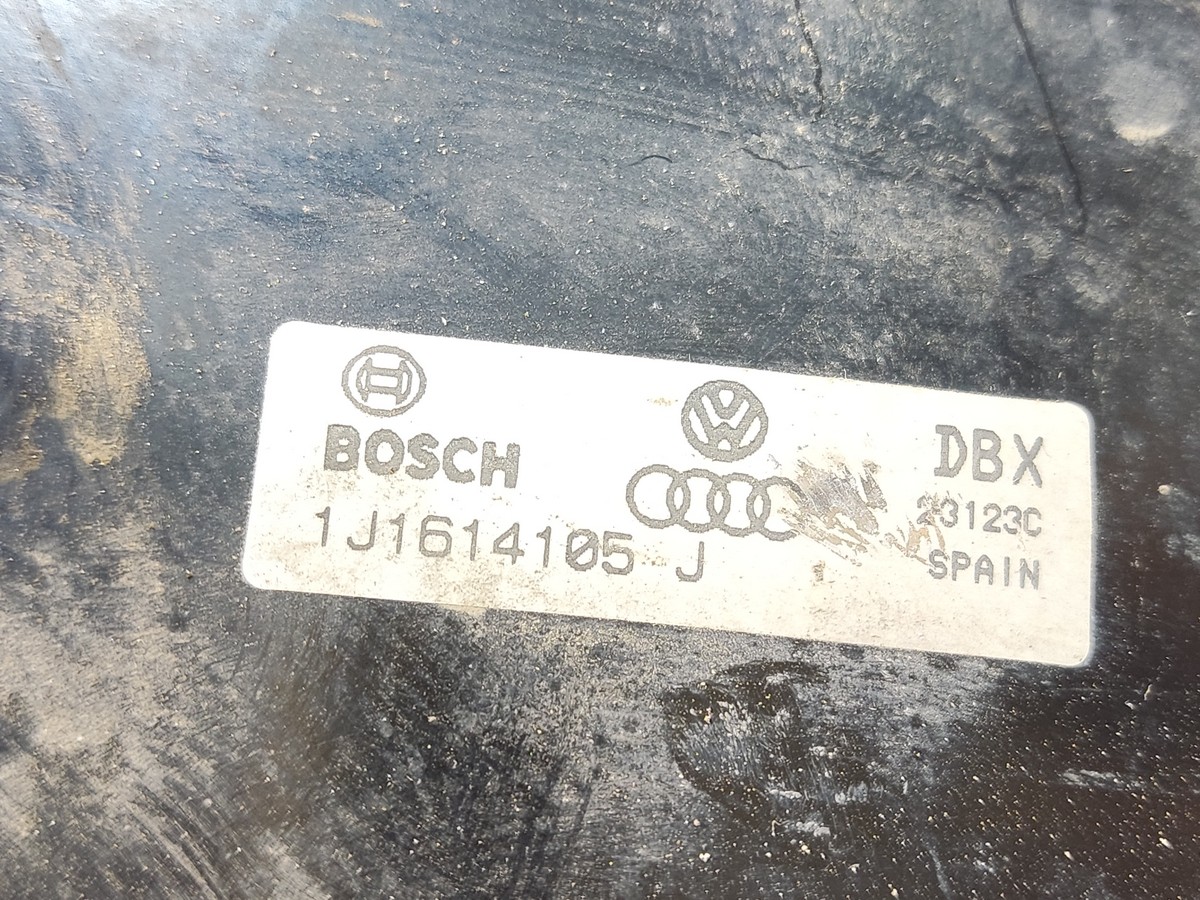 BOSCH
1J1614105 J
DBX
23123C
SPAIN